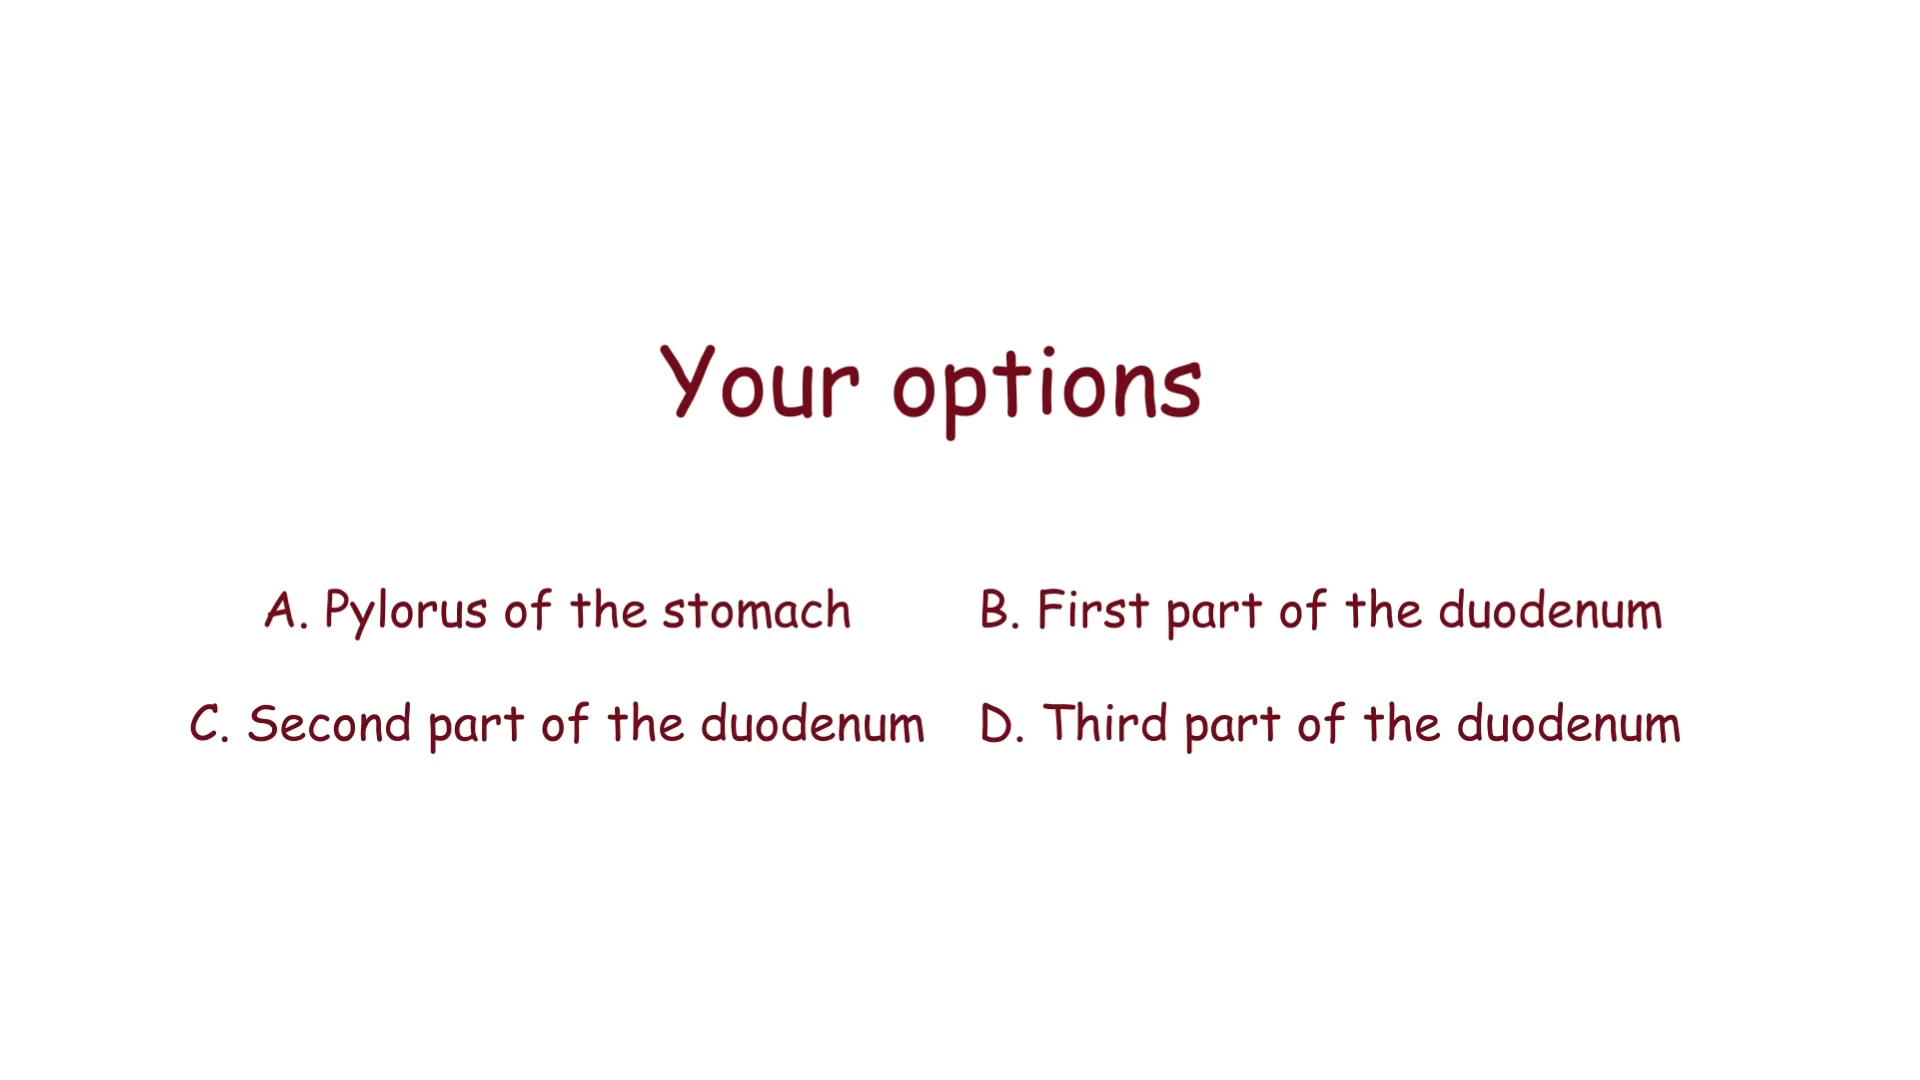 Your options
A. Pylorus of the stomach
B. First part of the duodenum
C. Second part of the duodenum
D. Third part of the duodenum